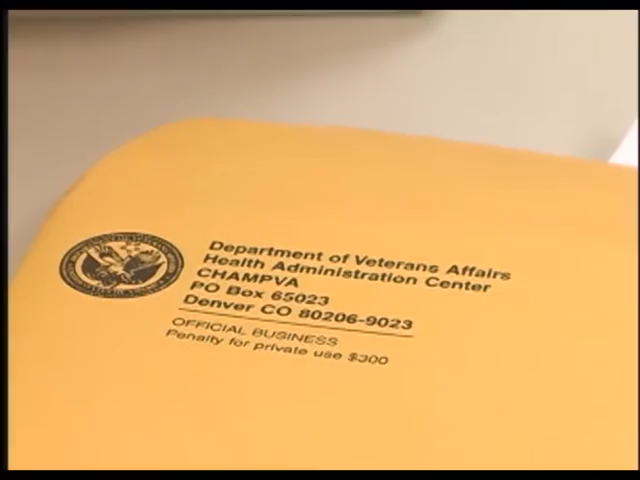 Department of Veterans Affairs
Health Administration Center
CHAMPVA
PO Box 65023
Denver CO 80206-9023
OFFICIAL BUSINESS
Penalty for private use $300